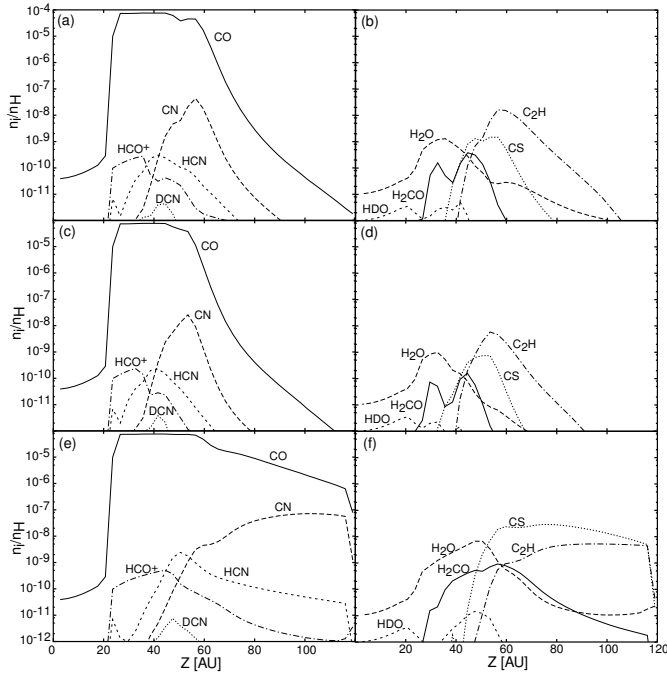 10-4
10-5
10-6
10-7
10-8
10-9
10-10
10-11
ni/nH
(a)
CO
CN
HCO+
HCN
DCN
(b)
C2H
H2O
CS
H2CO
HDO
10-5
10-6
10-7
10-8
10-9
10-10
10-11
ni/nH
(c)
CO
CN
HCO+
HCN
DCN
(d)
C2H
H2O
CS
H2CO
HDO
10-5
10-6
10-7
10-8
10-9
10-10
10-11
10-12
ni/nH
(e)
CO
CN
HCN
HCO+
DCN
(f)
CS
H2O
C2H
H2CO
HDO
0 20 40 60 80 100
Z [AU]
20 40 60 80 100 120
Z [AU]